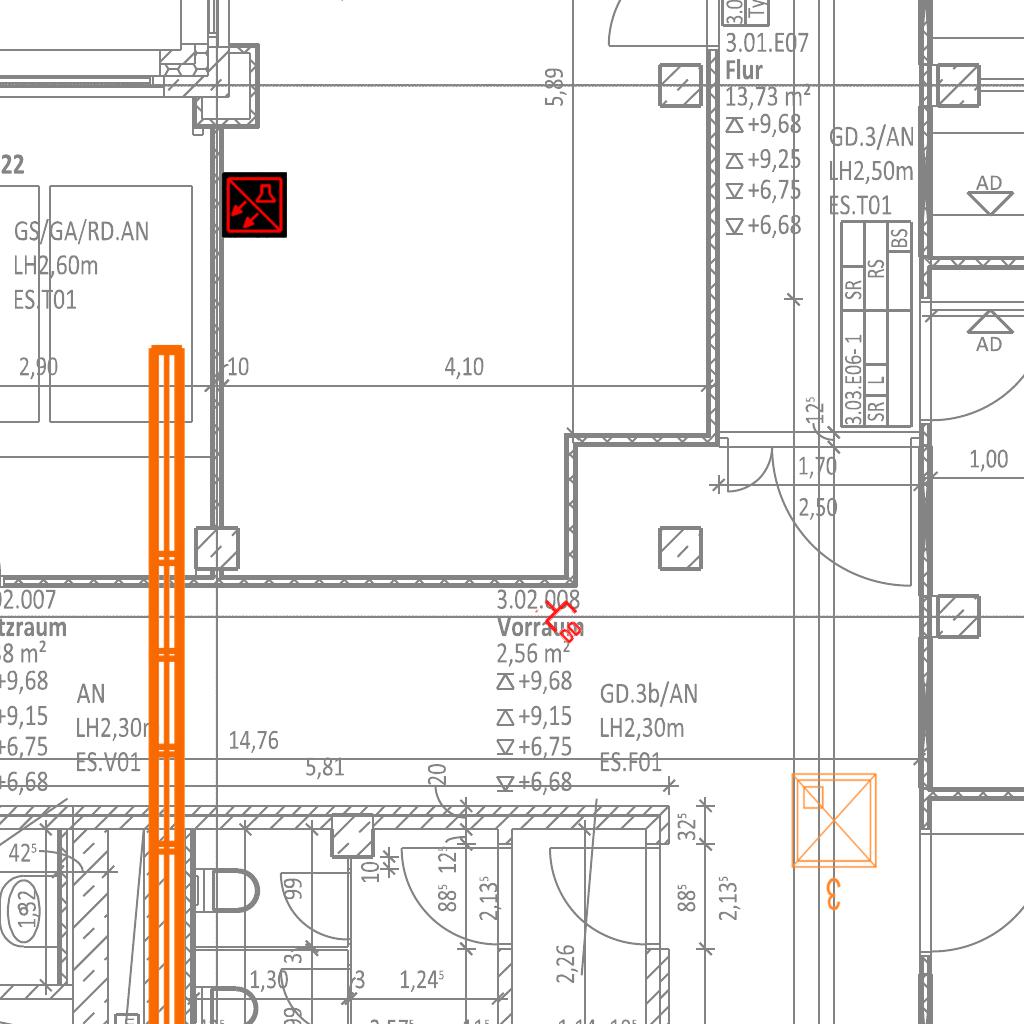 3.01.E07
Flur
13,73 m²
+9,68
+9,25
+6,75
+6,68
5,89
22
GS/GA/RD.AN
LH2,60m
ES.T01
GD.3/AN
LH2,50m
ES.T01
AD
AD
BS
RS
SR
3.03.E06-1
L
SR
2,90
10
4,10
12⁵
1,70
2,50
1,00
02.007
tzraum
8 m²
+9,68
+9,15
+6,75
+6,68
AN
LH2,30m
ES.V01
3.02.008
Vorraum
2,56 m²
+9,68
+9,15
+6,75
+6,68
GD.3b/AN
LH2,30m
ES.F01
14,76
5,81
20
32⁵
42⁵
1,32
99
10
12⁵
88⁵
2,13⁵
88⁵
2,13⁵
2,26
3
1,30
3
1,24⁵
99